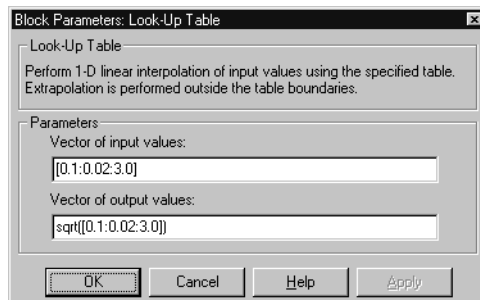 Block Parameters: Look-Up Table
Look-Up Table
Perform 1-D linear interpolation of input values using the specified table.
Extrapolation is performed outside the table boundaries.
Parameters
Vector of input values:
[0.1:0.02:3.0]
Vector of output values:
sqrt([0.1:0.02:3.0])
OK Cancel Help Apply